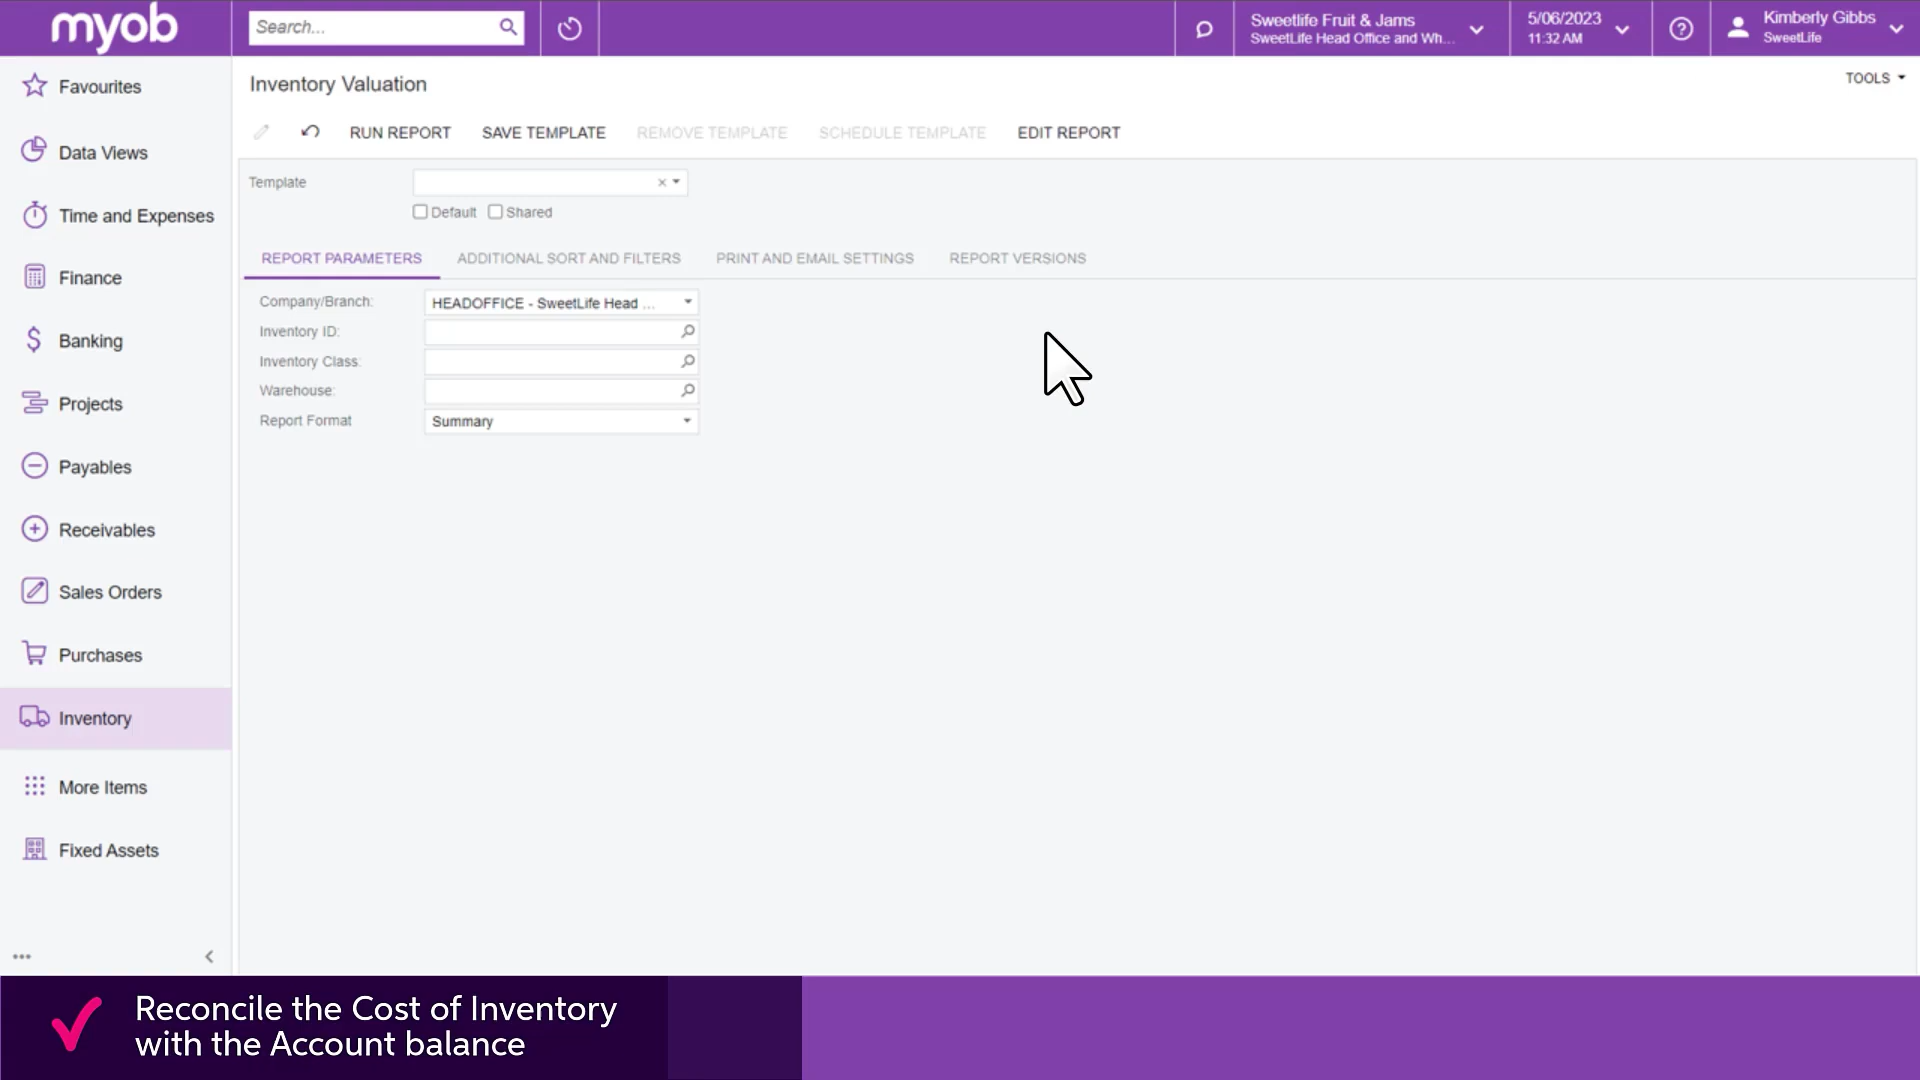 myob
Search...
Sweetlife Fruit & Jams
SweetLife Head Office and Wh...
5/06/2023
11:32 AM
Kimberly Gibbs
SweetLife
Favourites
Data Views
Time and Expenses
Finance
Banking
Projects
Payables
Receivables
Sales Orders
Purchases
Inventory
More Items
Fixed Assets
Inventory Valuation
TOOLS
RUN REPORT SAVE TEMPLATE REMOVE TEMPLATE SCHEDULE TEMPLATE EDIT REPORT
Template
Default Shared
REPORT PARAMETERS ADDITIONAL SORT AND FILTERS PRINT AND EMAIL SETTINGS REPORT VERSIONS
Company/Branch: HEADOFFICE - SweetLife Head ...
Inventory ID:
Inventory Class:
Warehouse:
Report Format Summary
Reconcile the Cost of Inventory
with the Account balance